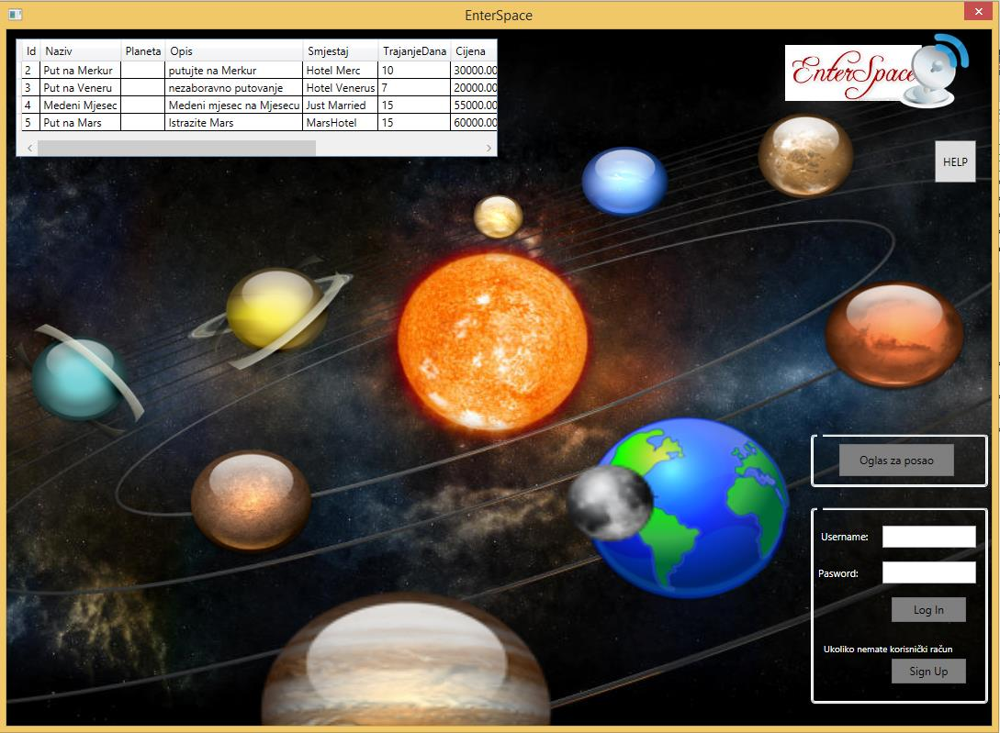 EnterSpace
Id Naziv Planeta Opis Smjestaj TrajanjeDana Cijena
2 Put na Merkur putujte na Merkur Hotel Merc 10 30000.00
3 Put na Veneru nezaboravno putovanje Hotel Venerus 7 20000.00
4 Medeni Mjesec Medeni mjesec na Mjesecu Just Married 15 55000.00
5 Put na Mars Istrazite Mars MarsHotel 15 60000.00
EnterSpace
HELP
Oglas za posao
Username:
Pasword:
Log In
Ukoliko nemate korisnički račun
Sign Up